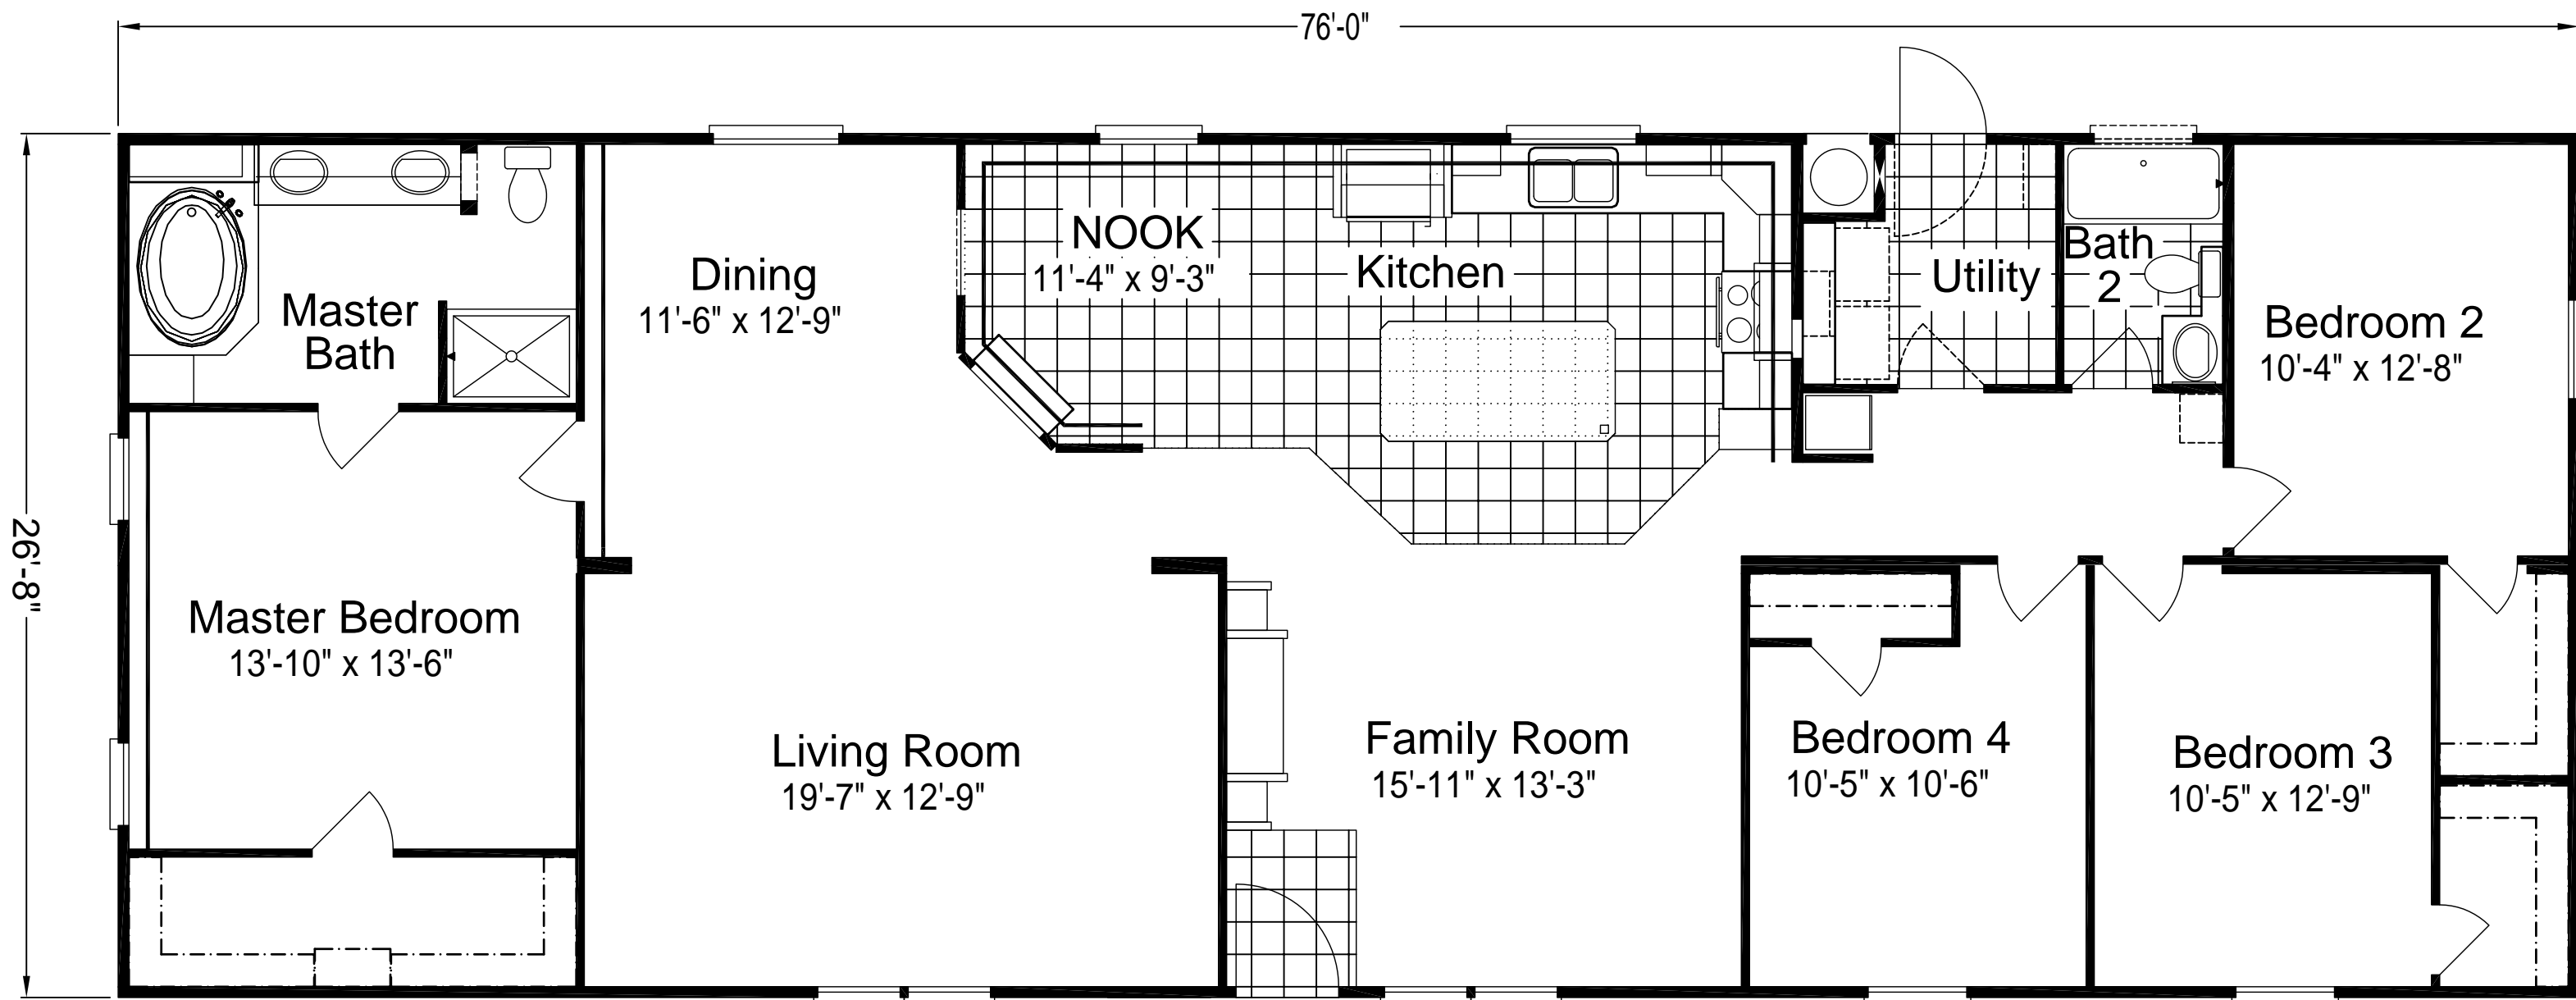 76'-0"
26'-8"
Master
Bath
Dining
11'-6" x 12'-9"
NOOK
11'-4" x 9'-3"
Kitchen
Utility
Bath
2
Bedroom 2
10'-4" x 12'-8"
Master Bedroom
13'-10" x 13'-6"
Living Room
19'-7" x 12'-9"
Family Room
15'-11" x 13'-3"
Bedroom 4
10'-5" x 10'-6"
Bedroom 3
10'-5" x 12'-9"